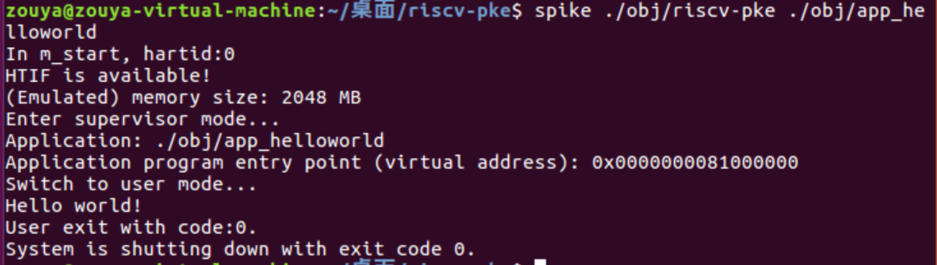 zouya@zouya-virtual-machine:~/桌面/riscv-pke$ spike ./obj/riscv-pke ./obj/app_he
lloworld
In m_start, hartid:0
HTIF is available!
(Emulated) memory size: 2048 MB
Enter supervisor mode...
Application: ./obj/app_helloworld
Application program entry point (virtual address): 0x0000000081000000
Switch to user mode...
Hello world!
User exit with code:0.
System is shutting down with exit code 0.